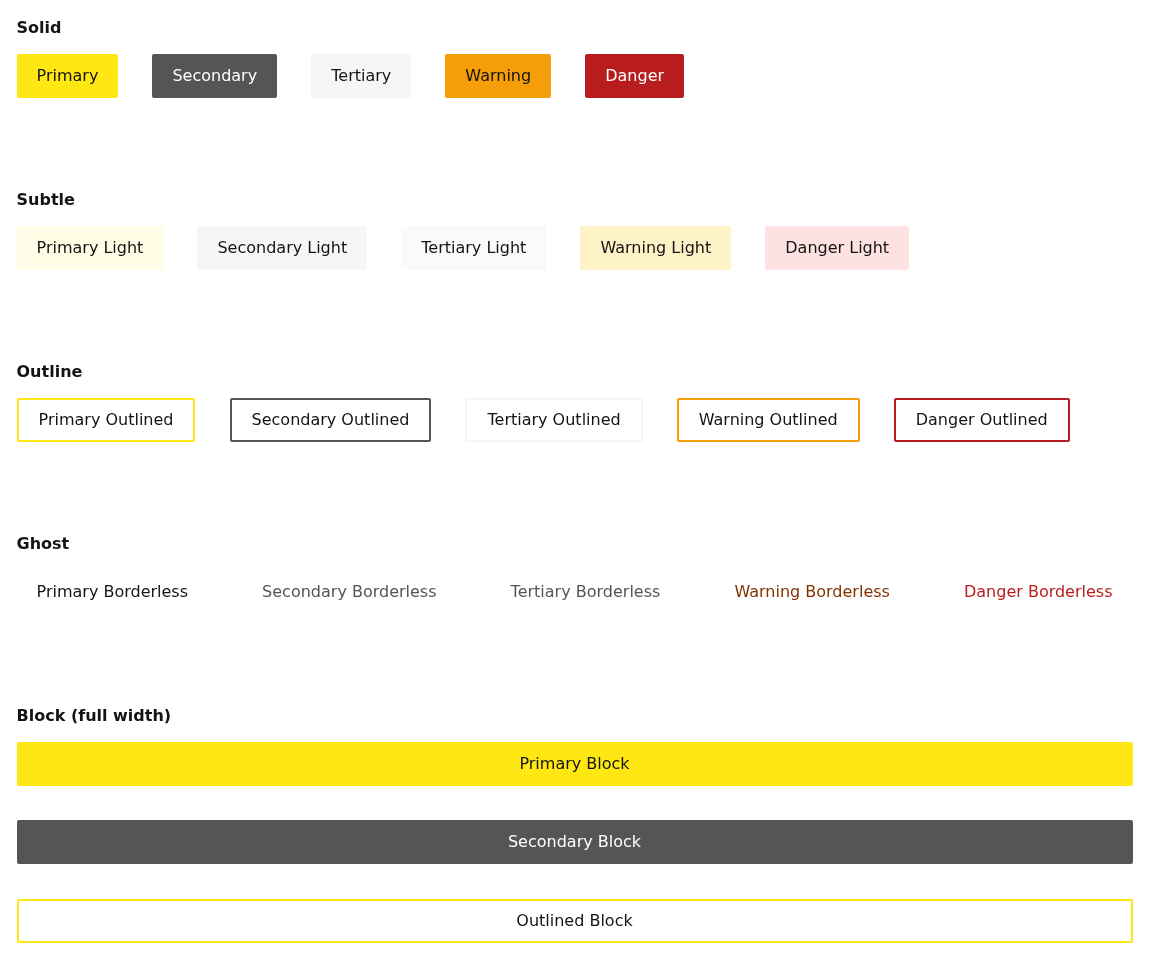 Solid
Primary Secondary Tertiary Warning Danger
Subtle
Primary Light Secondary Light Tertiary Light Warning Light Danger Light
Outline
Primary Outlined Secondary Outlined Tertiary Outlined Warning Outlined Danger Outlined
Ghost
Primary Borderless Secondary Borderless Tertiary Borderless Warning Borderless Danger Borderless
Block (full width)
Primary Block
Secondary Block
Outlined Block